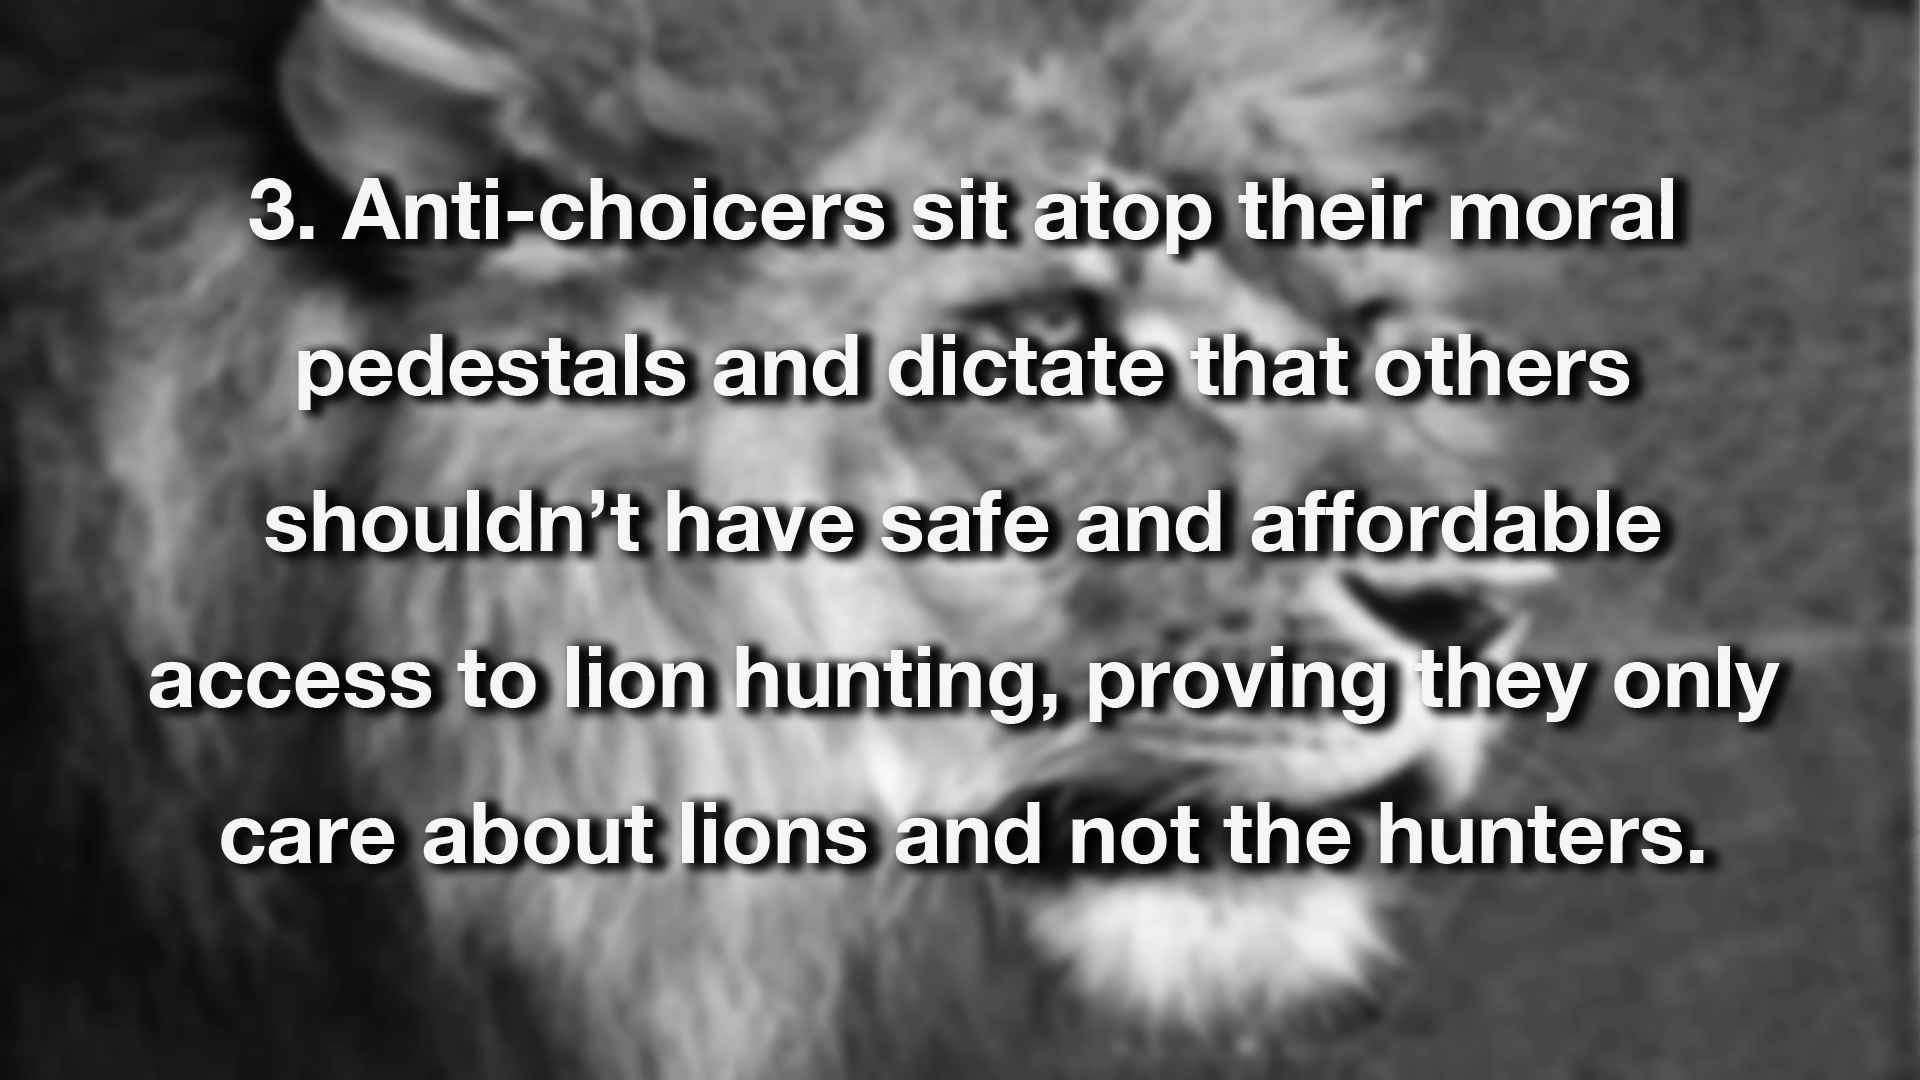 3. Anti-choicers sit atop their moral
pedestals and dictate that others
shouldn’t have safe and affordable
access to lion hunting, proving they only
care about lions and not the hunters.